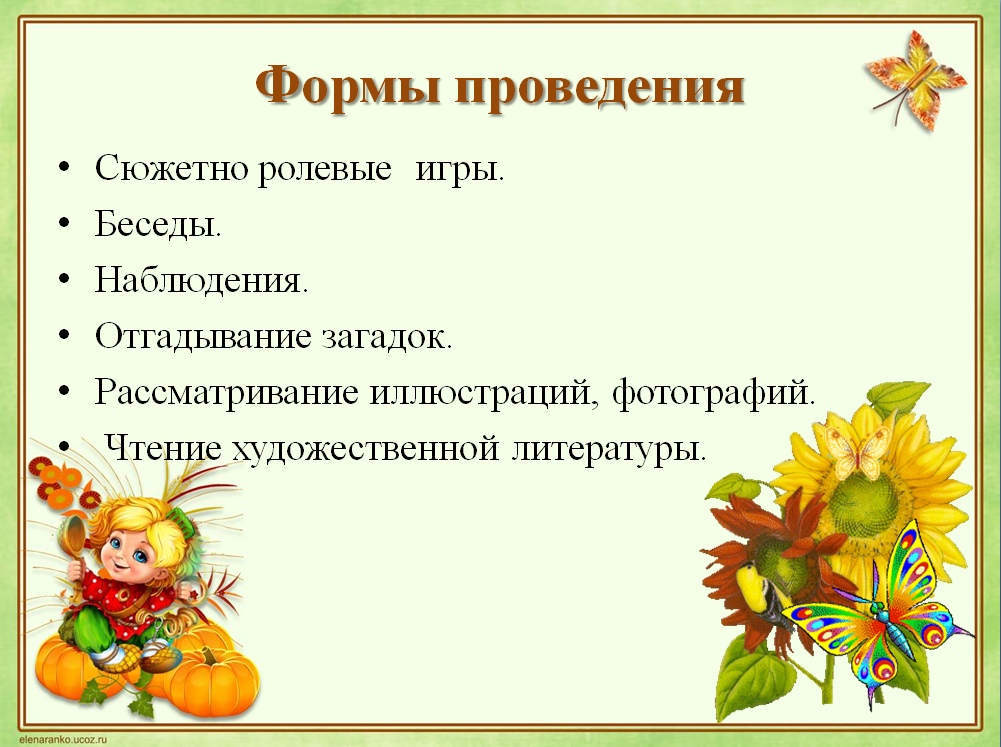 Формы проведения
• Сюжетно ролевые игры.
• Беседы.
• Наблюдения.
• Отгадывание загадок.
• Рассматривание иллюстраций, фотографий.
• Чтение художественной литературы.
elenaranko.ucoz.ru